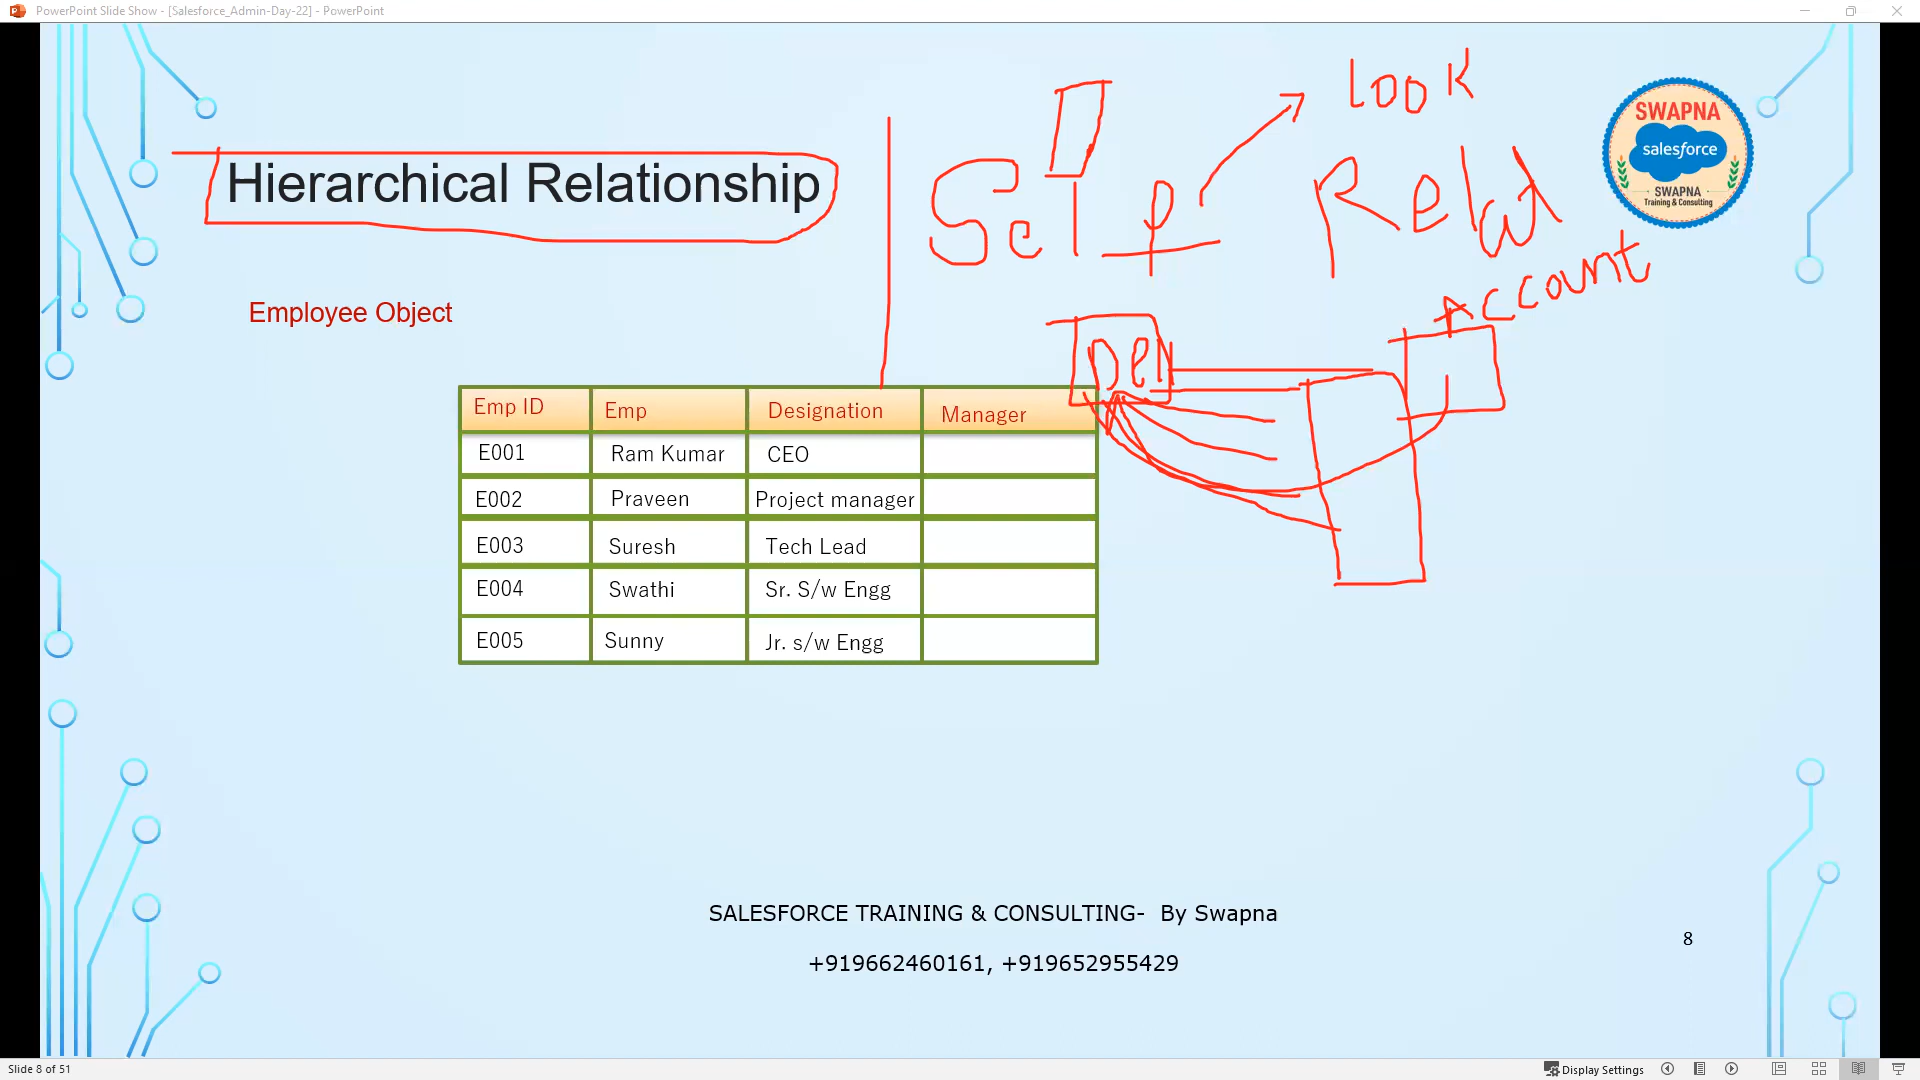 PowerPoint Slide Show - [Salesforce_Admin-Day-22] - PowerPoint
look
Self
Relat
Account
Hierarchical Relationship
SWAPNA
salesforce
SWAPNA
Training & Consulting
Employee Object
Del
Emp ID Emp Designation Manager
E001 Ram Kumar CEO
E002 Praveen Project manager
E003 Suresh Tech Lead
E004 Swathi Sr. S/w Engg
E005 Sunny Jr. s/w Engg
SALESFORCE TRAINING & CONSULTING- By Swapna
8
+919662460161, +919652955429
Slide 8 of 51
Display Settings